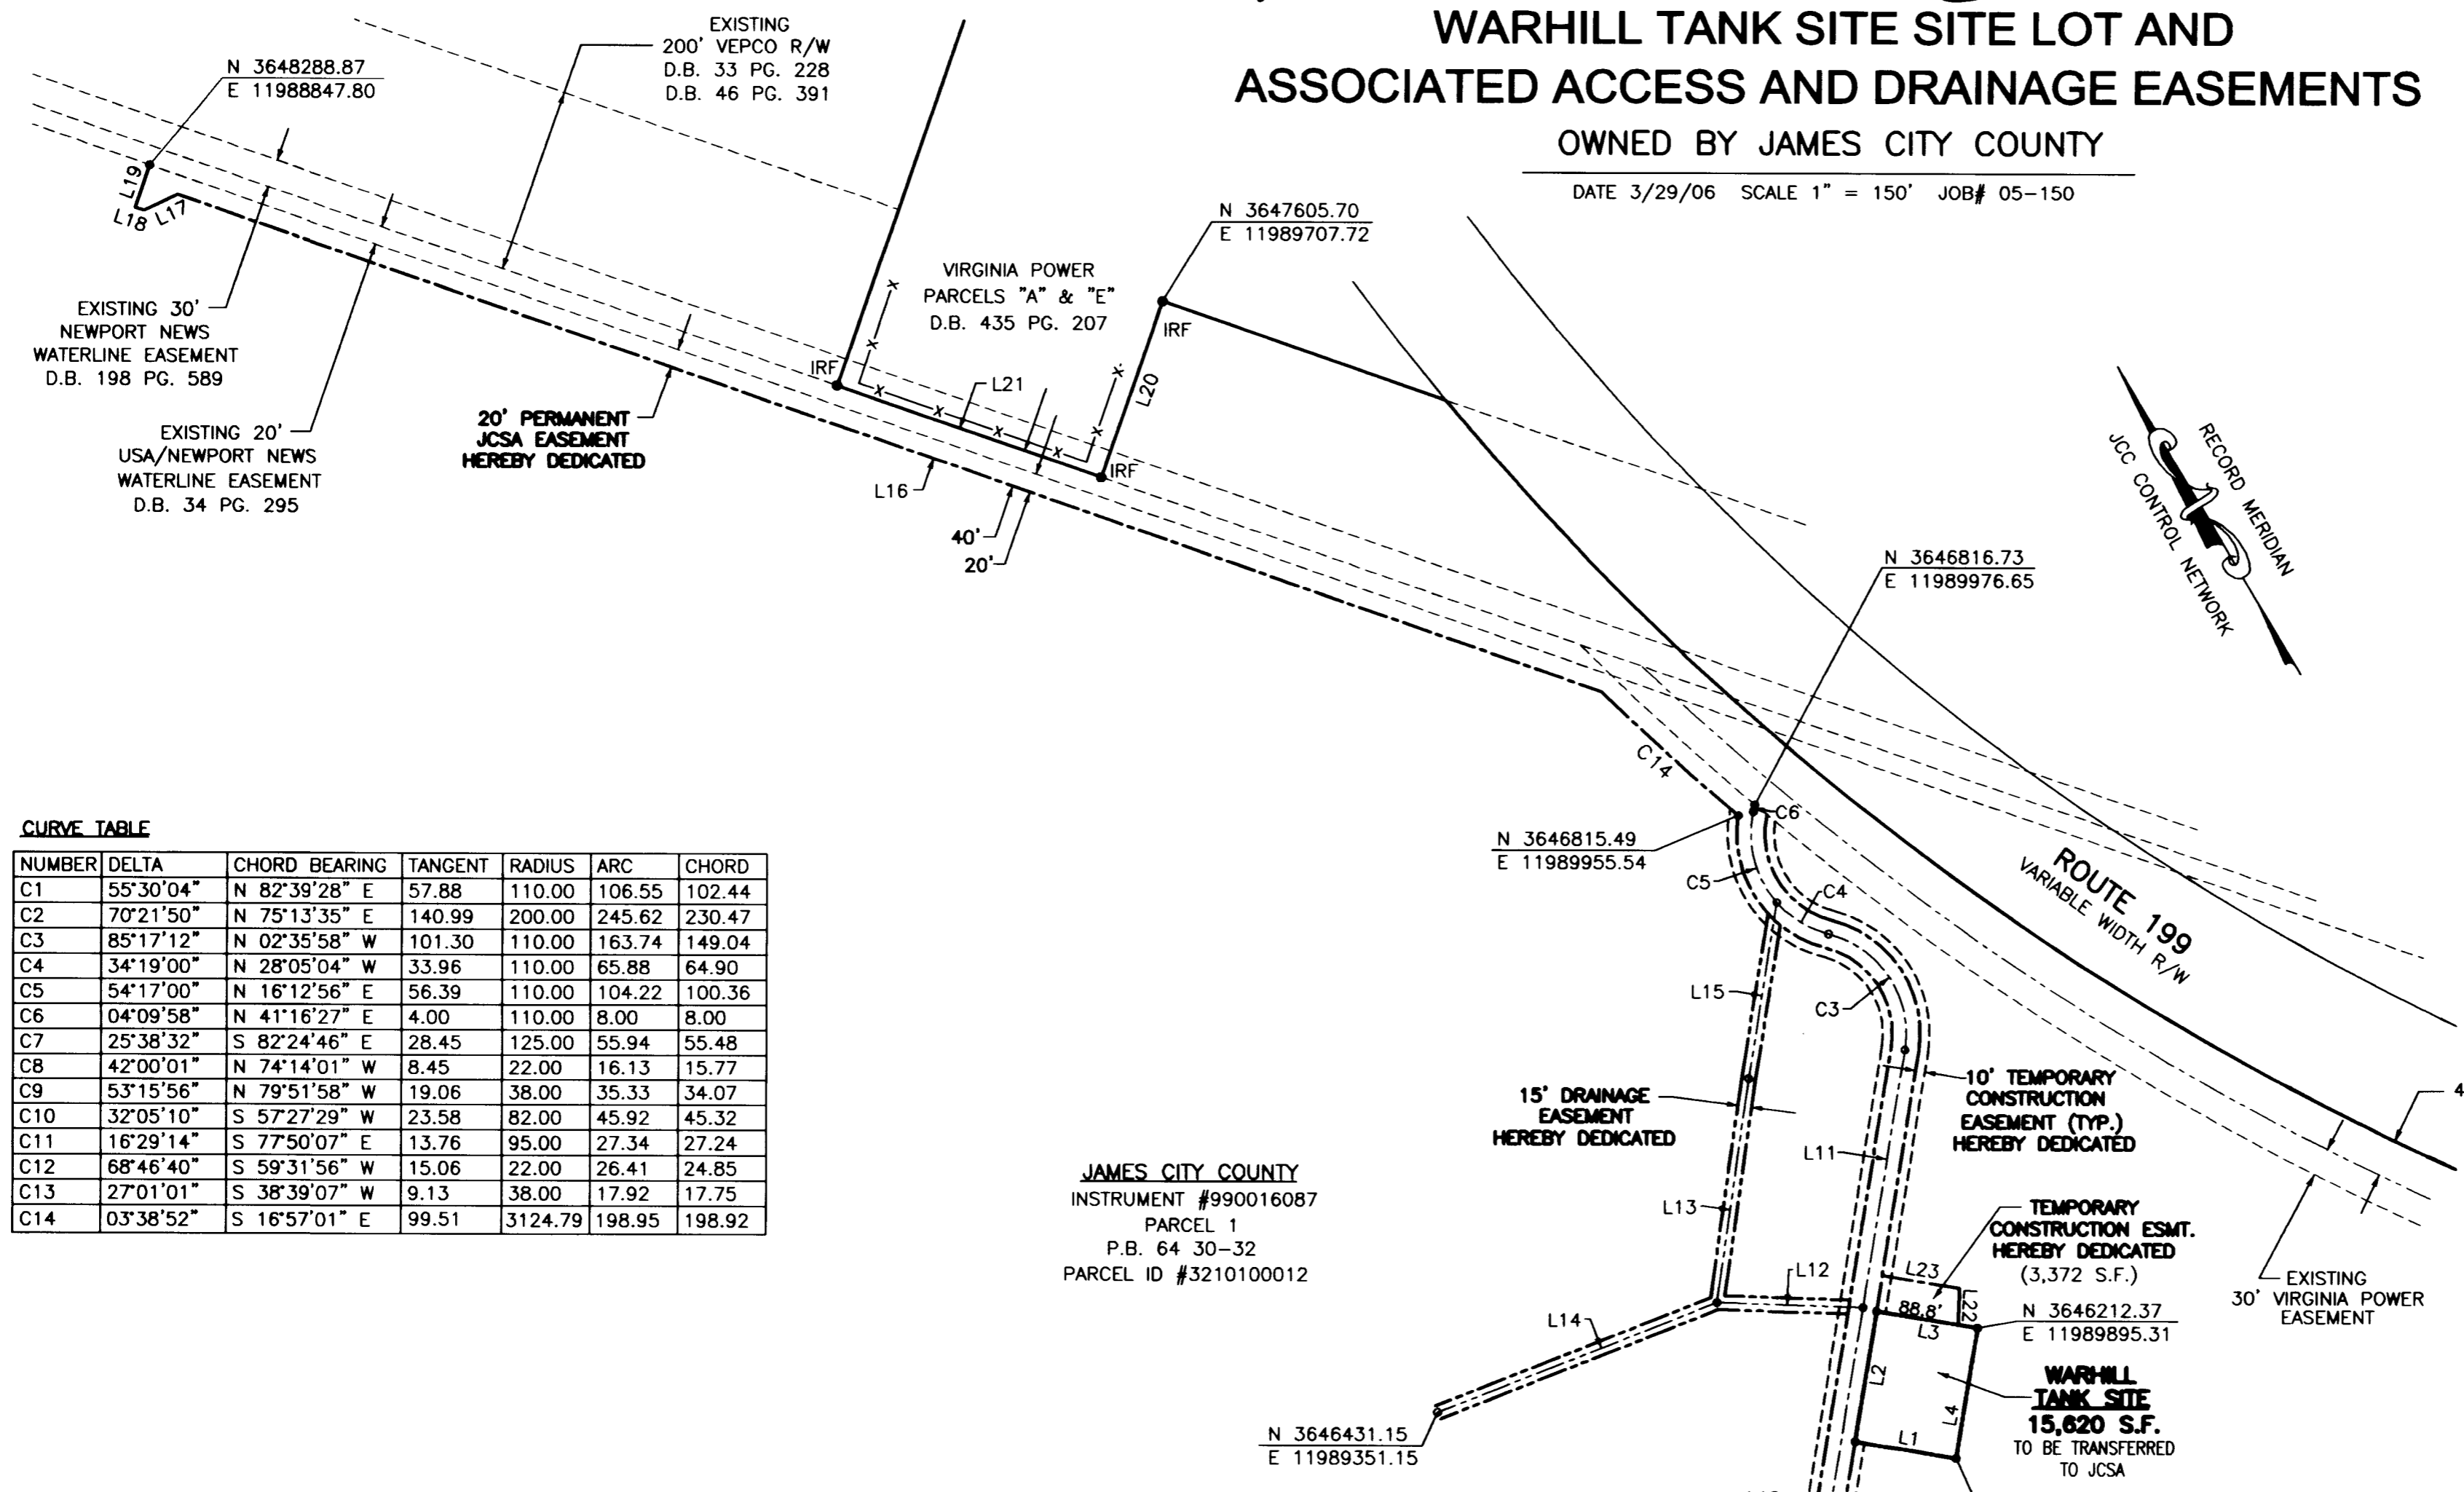 WARHILL TANK SITE SITE LOT AND
ASSOCIATED ACCESS AND DRAINAGE EASEMENTS
OWNED BY JAMES CITY COUNTY
DATE 3/29/06 SCALE 1" = 150' JOB# 05-150
EXISTING
200' VEPCO R/W
D.B. 33 PG. 228
D.B. 46 PG. 391
N 3648288.87
E 11988847.80
L19
L18
L17
EXISTING 30'
NEWPORT NEWS
WATERLINE EASEMENT
D.B. 198 PG. 589
EXISTING 20'
USA/NEWPORT NEWS
WATERLINE EASEMENT
D.B. 34 PG. 295
20' PERMANENT
JCSA EASEMENT
HEREBY DEDICATED
VIRGINIA POWER
PARCELS "A" & "E"
D.B. 435 PG. 207
N 3647605.70
E 11989707.72
IRF
IRF
IRF
L20
L21
L16
40'
20'
RECORD MERIDIAN
JCC CONTROL NETWORK
N 3646816.73
E 11989976.65
C14
C6
N 3646815.49
E 11989955.54
C5
C4
C3
ROUTE 199
VARIABLE WIDTH R/W
L15
15' DRAINAGE
EASEMENT
HEREBY DEDICATED
10' TEMPORARY
CONSTRUCTION
EASEMENT (TYP.)
HEREBY DEDICATED
4
L11
L13
TEMPORARY
CONSTRUCTION ESMT.
HEREBY DEDICATED
(3,372 S.F.)
L12
L23
L22
88.8'
L3
L14
EXISTING
30' VIRGINIA POWER
EASEMENT
N 3646212.37
E 11989895.31
L2
L4
L1
WARHILL
TANK SITE
15,620 S.F.
TO BE TRANSFERRED
TO JCSA
N 3646431.15
E 11989351.15
JAMES CITY COUNTY
INSTRUMENT #990016087
PARCEL 1
P.B. 64 30-32
PARCEL ID #3210100012
CURVE TABLE
NUMBER DELTA CHORD BEARING TANGENT RADIUS ARC CHORD
C1 55°30'04" N 82°39'28" E 57.88 110.00 106.55 102.44
C2 70°21'50" N 75°13'35" E 140.99 200.00 245.62 230.47
C3 85°17'12" N 02°35'58" W 101.30 110.00 163.74 149.04
C4 34°19'00" N 28°05'04" W 33.96 110.00 65.88 64.90
C5 54°17'00" N 16°12'56" E 56.39 110.00 104.22 100.36
C6 04°09'58" N 41°16'27" E 4.00 110.00 8.00 8.00
C7 25°38'32" S 82°24'46" E 28.45 125.00 55.94 55.48
C8 42°00'01" N 74°14'01" W 8.45 22.00 16.13 15.77
C9 53°15'56" N 79°51'58" W 19.06 38.00 35.33 34.07
C10 32°05'10" S 57°27'29" W 23.58 82.00 45.92 45.32
C11 16°29'14" S 77°50'07" E 13.76 95.00 27.34 27.24
C12 68°46'40" S 59°31'56" W 15.06 22.00 26.41 24.85
C13 27°01'01" S 38°39'07" W 9.13 38.00 17.92 17.75
C14 03°38'52" S 16°57'01" E 99.51 3124.79 198.95 198.92